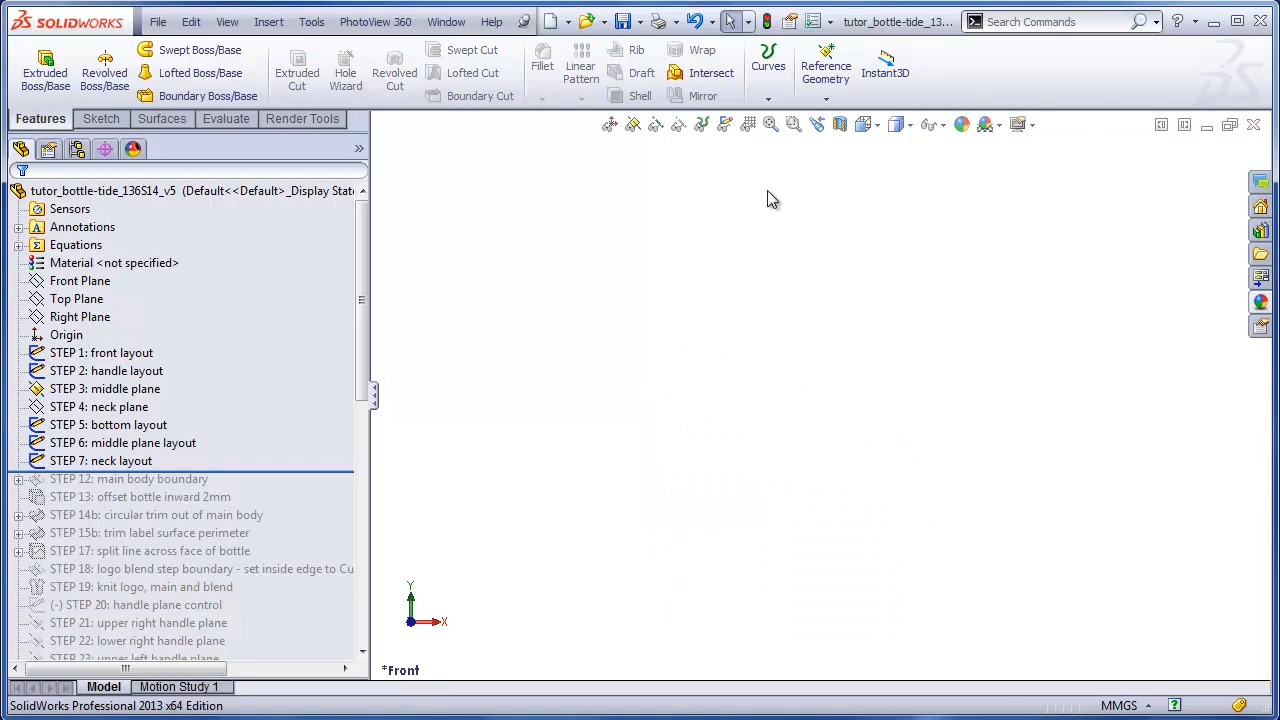 SOLIDWORKS File Edit View Insert Tools PhotoView 360 Window Help tutor_bottle-tide_13... Search Commands
Extruded Boss/Base
Revolved Boss/Base
Swept Boss/Base
Lofted Boss/Base
Boundary Boss/Base
Extruded Cut
Hole Wizard
Revolved Cut
Swept Cut
Lofted Cut
Boundary Cut
Fillet
Linear Pattern
Rib
Draft
Shell
Wrap
Intersect
Mirror
Curves
Reference Geometry
Instant3D
Features Sketch Surfaces Evaluate Render Tools
tutor_bottle-tide_136S14_v5 (Default<<Default>_Display State
Sensors
Annotations
Equations
Material <not specified>
Front Plane
Top Plane
Right Plane
Origin
STEP 1: front layout
STEP 2: handle layout
STEP 3: middle plane
STEP 4: neck plane
STEP 5: bottom layout
STEP 6: middle plane layout
STEP 7: neck layout
STEP 12: main body boundary
STEP 13: offset bottle inward 2mm
STEP 14b: circular trim out of main body
STEP 15b: trim label surface perimeter
STEP 17: split line across face of bottle
STEP 18: logo blend step boundary - set inside edge to Cu
STEP 19: knit logo, main and blend
(-) STEP 20: handle plane control
STEP 21: upper right handle plane
STEP 22: lower right handle plane
STEP 23: upper left handle plane
Y
X
*Front
Model Motion Study 1
SolidWorks Professional 2013 x64 Edition MMGS